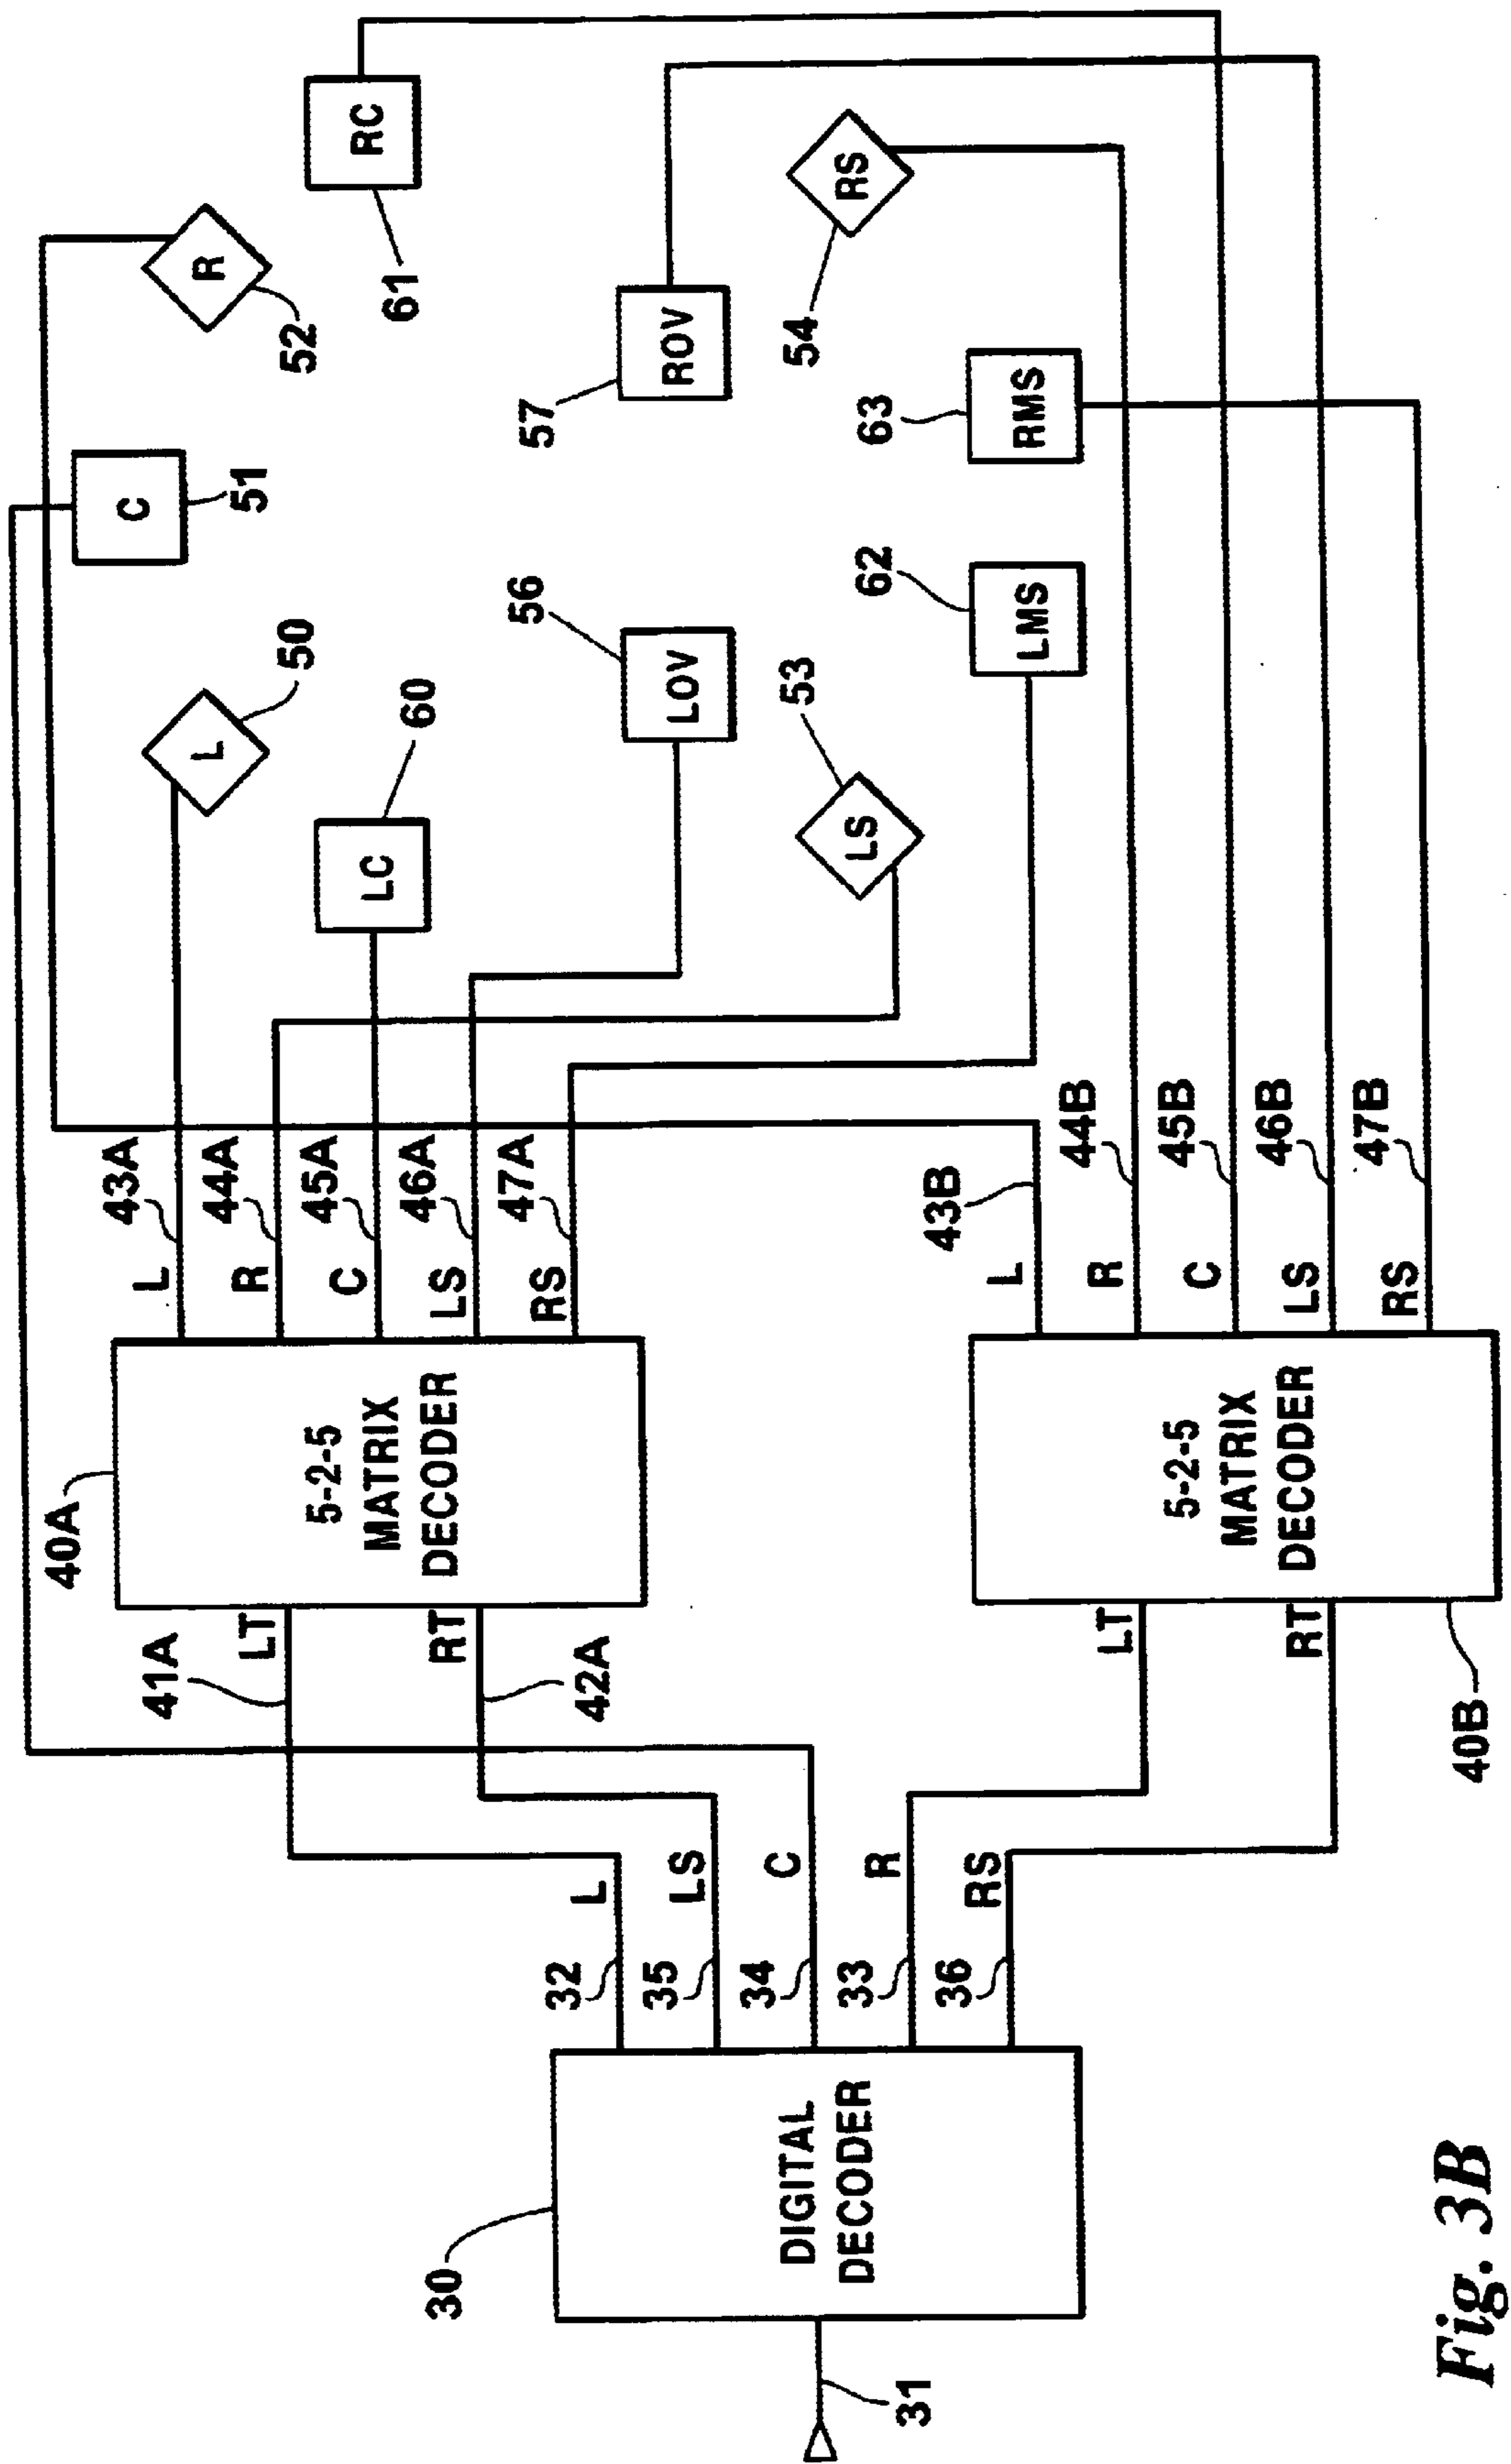 30
31
DIGITAL
DECODER
32
L
35
LS
34
C
33
R
36
RS
41A
LT
42A
RT
40A
5-2-5
MATRIX
DECODER
L
43A
R
44A
C
45A
LS
46A
RS
47A
LT
RT
40B
5-2-5
MATRIX
DECODER
L
43B
R
44B
C
45B
LS
46B
RS
47B
L
50
C
51
R
52
LC
60
RC
61
LOV
56
ROV
57
LS
53
RS
54
LMS
62
RMS
63
Fig. 3B